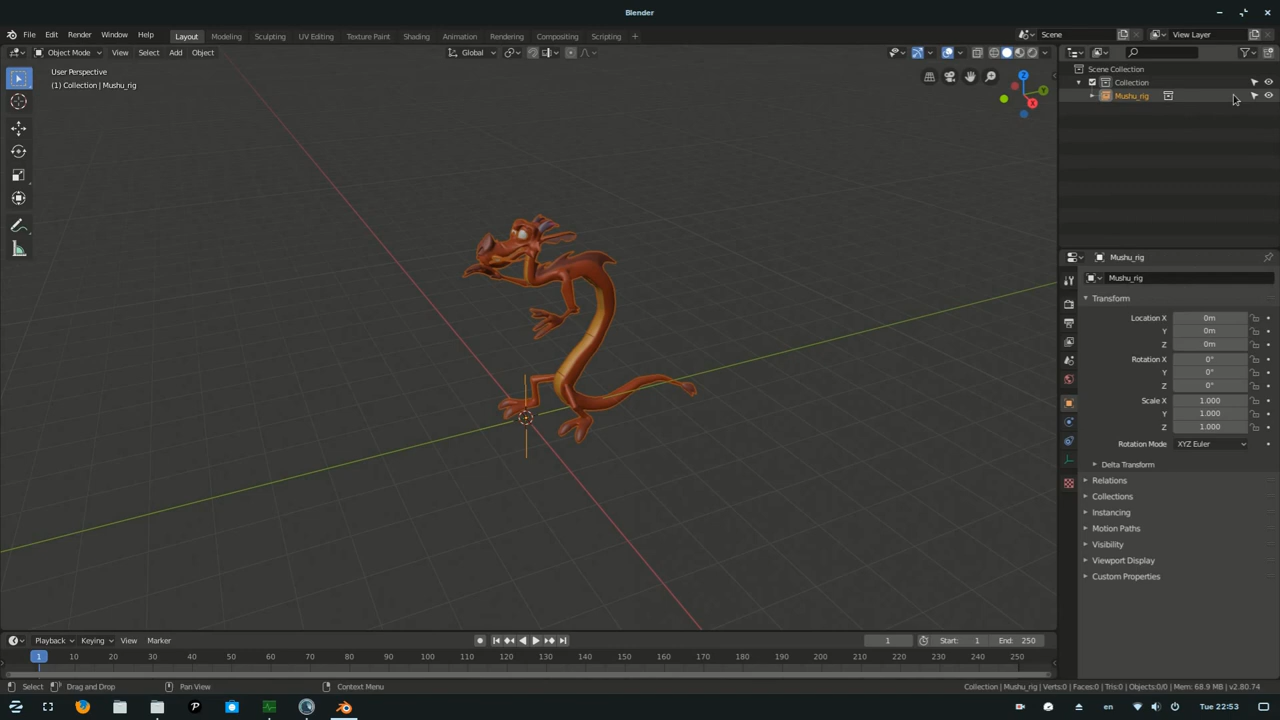 Blender
File Edit Render Window Help
Layout Modeling Sculpting UV Editing Texture Paint Shading Animation Rendering Compositing Scripting +
Scene
View Layer
Object Mode View Select Add Object
Global
User Perspective
(1) Collection | Mushu_rig
Z
Y
X
Scene Collection
Collection
Mushu_rig
Mushu_rig
Mushu_rig
Transform
Location X 0m
Y 0m
Z 0m
Rotation X 0°
Y 0°
Z 0°
Scale X 1.000
Y 1.000
Z 1.000
Rotation Mode XYZ Euler
Delta Transform
Relations
Collections
Instancing
Motion Paths
Visibility
Viewport Display
Custom Properties
Playback Keying View Marker
1
Start: 1
End: 250
1 10 20 30 40 50 60 70 80 90 100 110 120 130 140 150 160 170 180 190 200 210 220 230 240 250
Select Drag and Drop Pan View Context Menu
Collection | Mushu_rig | Verts:0 | Faces:0 | Tris:0 | Objects:0/0 | Mem: 68.9 MB | v2.80.74
en
Tue 22:53